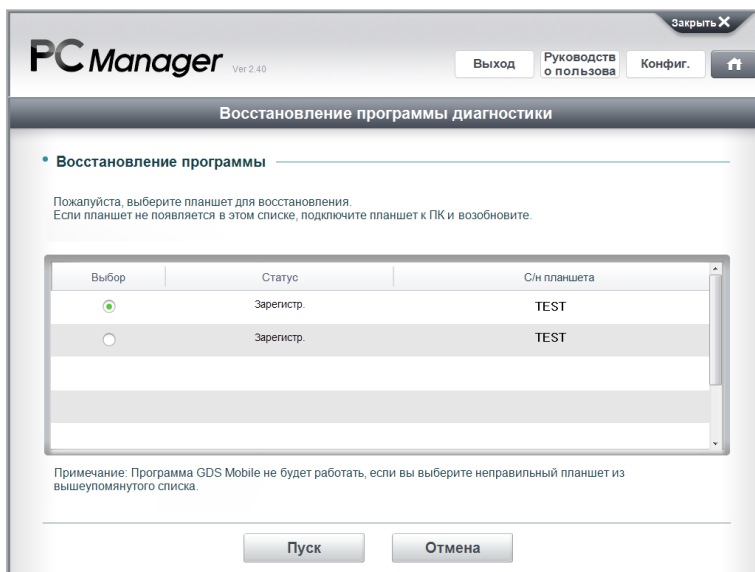 Закрыть X
PC Manager Ver 2.40
Выход
Руководств
о пользова
Конфиг.
Восстановление программы диагностики
Восстановление программы
Пожалуйста, выберите планшет для восстановления.
Если планшет не появляется в этом списке, подключите планшет к ПК и возобновите.
Выбор Статус С/н планшета
Зарегистр. TEST
Зарегистр. TEST
Примечание: Программа GDS Mobile не будет работать, если вы выберите неправильный планшет из
вышеупомянутого списка.
Пуск Отмена